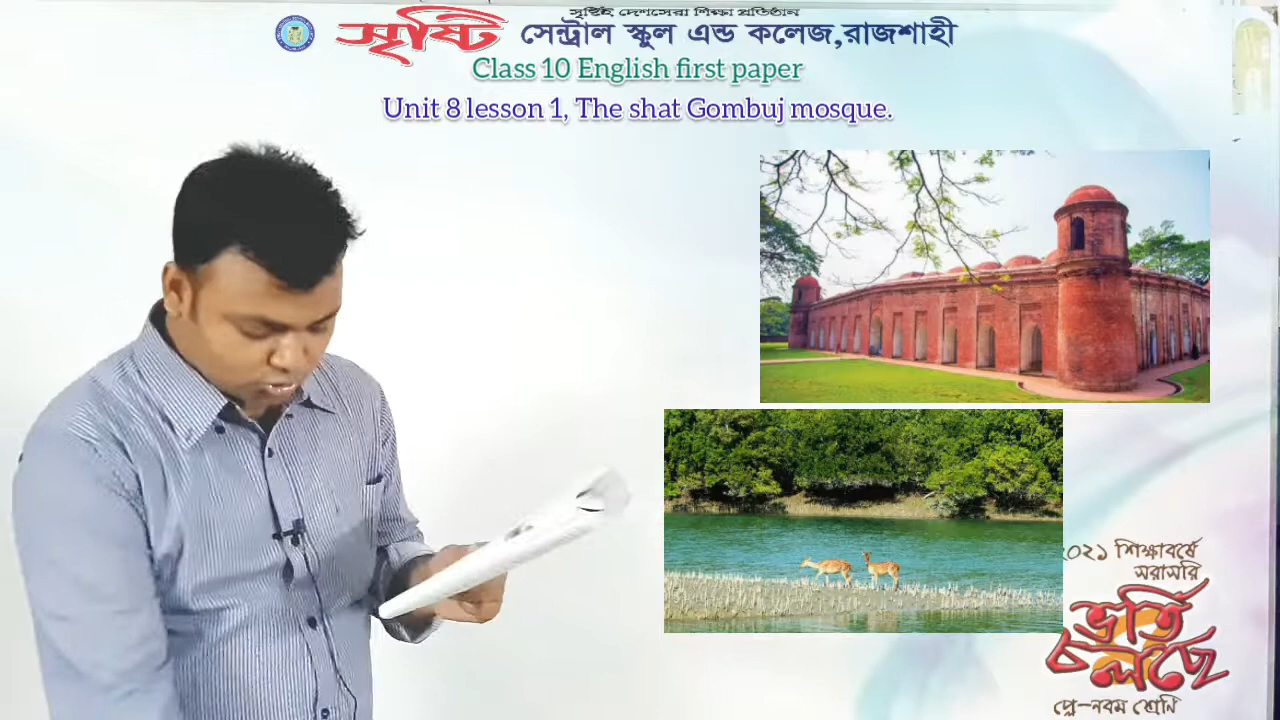 সৃষ্টিই দেশসেরা শিক্ষা প্রতিষ্ঠান
সৃষ্টি সেন্ট্রাল স্কুল এন্ড কলেজ,রাজশাহী
Class 10 English first paper
Unit 8 lesson 1, The shat Gombuj mosque.
২০২১ শিক্ষাবর্ষে
সরাসরি
ভর্তি
চলছে
প্লে-নবম শ্রেণি